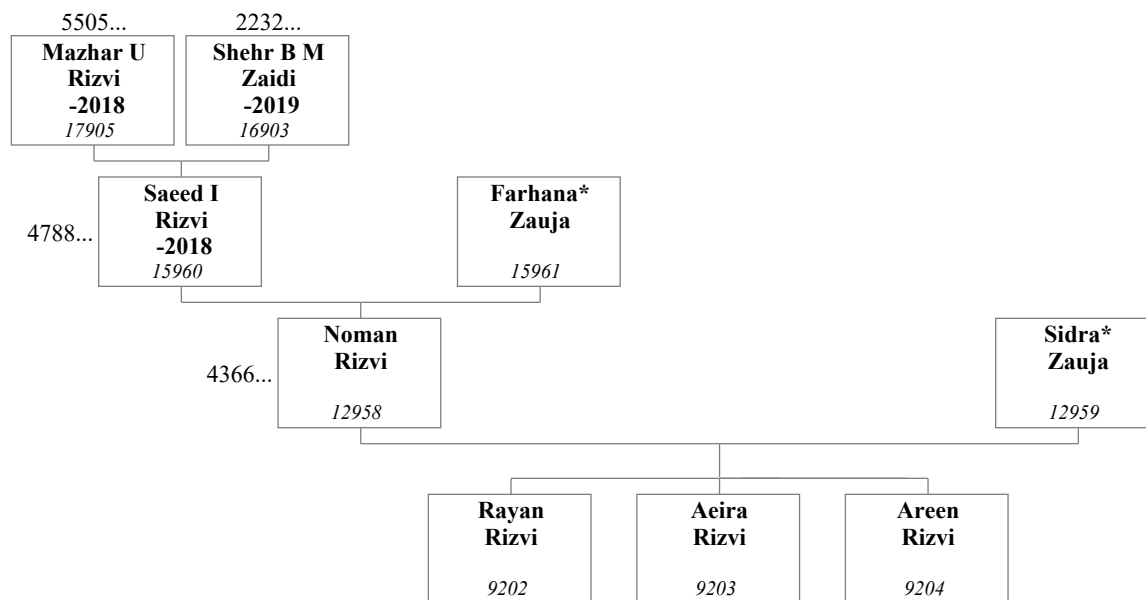 5505...
2232...
Mazhar U
Rizvi
-2018
17905
Shehr B M
Zaidi
-2019
16903
4788...
Saeed I
Rizvi
-2018
15960
Farhana*
Zauja
15961
4366...
Noman
Rizvi
12958
Sidra*
Zauja
12959
Rayan
Rizvi
9202
Aeira
Rizvi
9203
Areen
Rizvi
9204